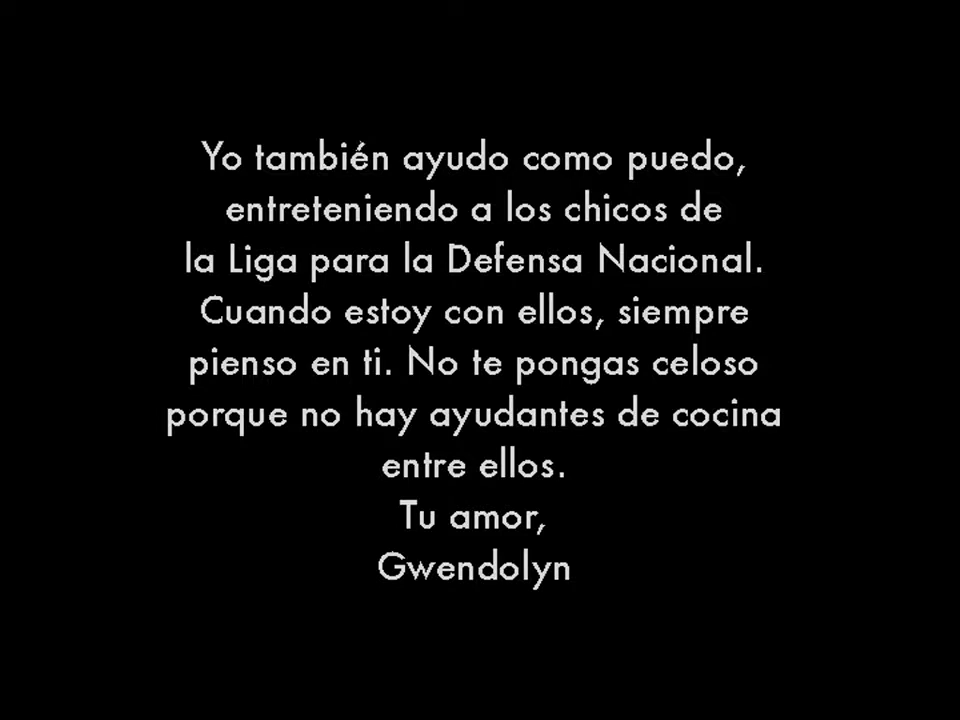 Yo también ayudo como puedo,
entreteniendo a los chicos de
la Liga para la Defensa Nacional.
Cuando estoy con ellos, siempre
pienso en ti. No te pongas celoso
porque no hay ayudantes de cocina
entre ellos.
Tu amor,
Gwendolyn